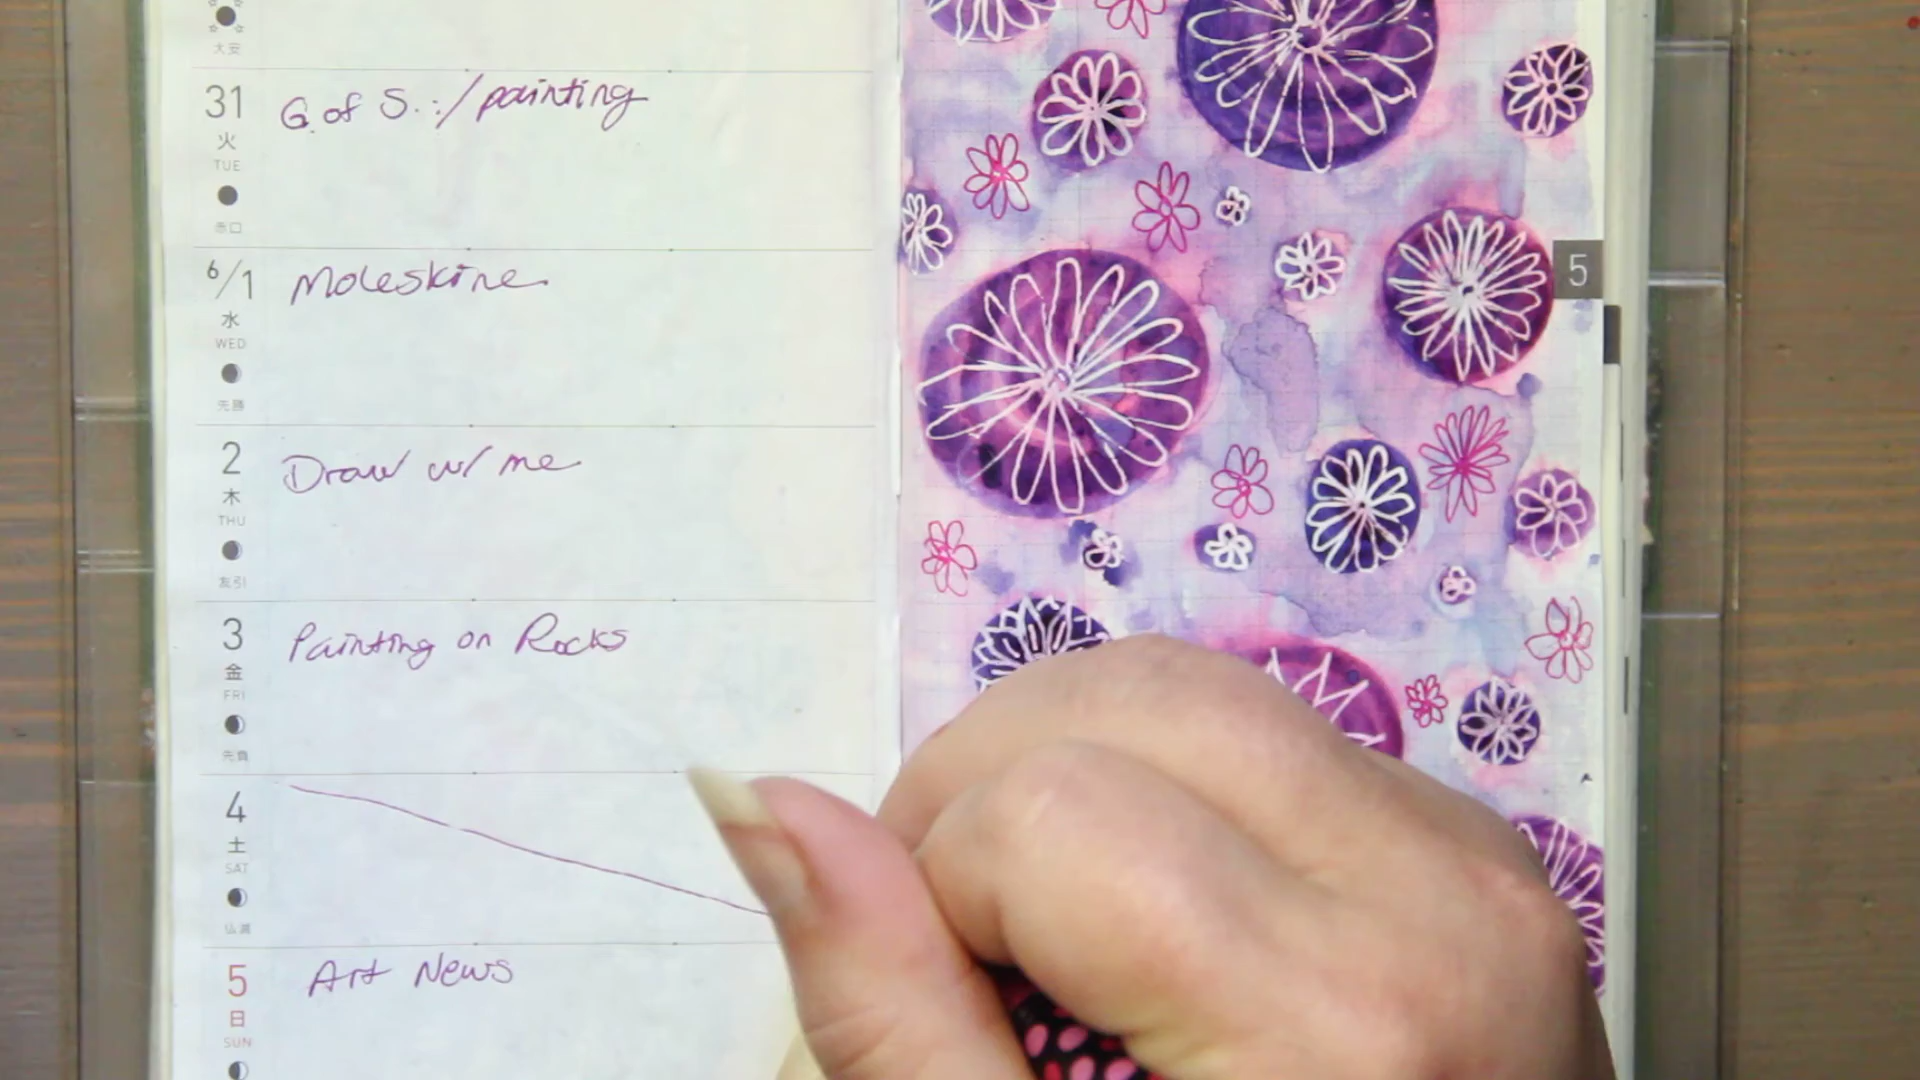 大安
31
G. of S. :/ painting
火
TUE
赤口
6/1
Moleskine
水
WED
先勝
2
Draw w/ me
木
THU
友引
3
Painting on Rocks
金
FRI
先負
4
土
SAT
仏滅
5
Art News
日
SUN
5